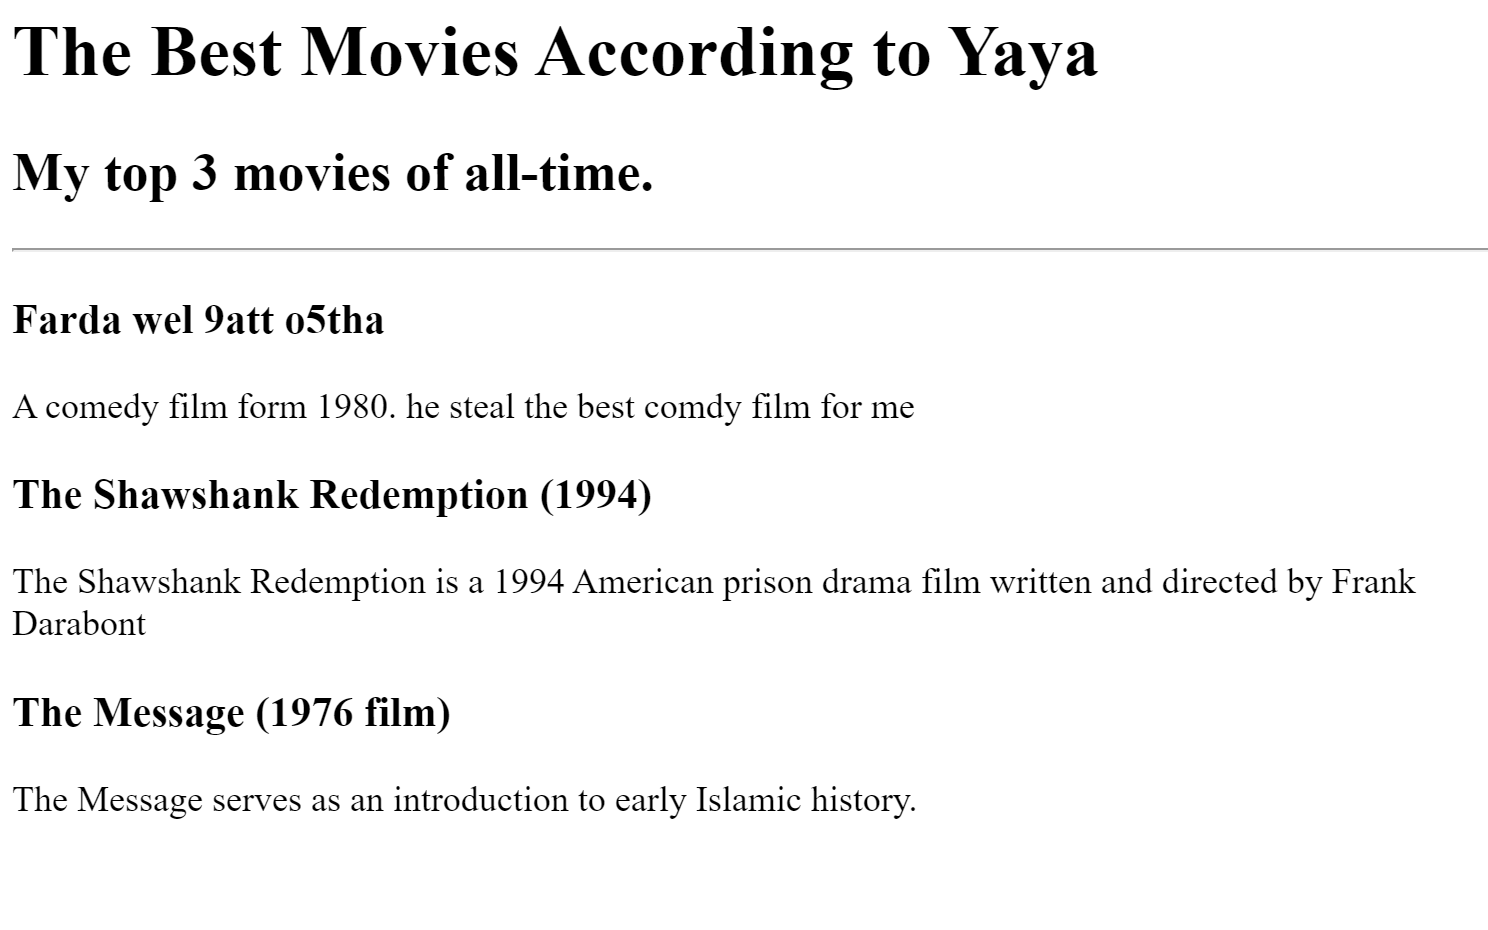 The Best Movies According to Yaya
My top 3 movies of all-time.
Farda wel 9att o5tha
A comedy film form 1980. he steal the best comdy film for me
The Shawshank Redemption (1994)
The Shawshank Redemption is a 1994 American prison drama film written and directed by Frank
Darabont
The Message (1976 film)
The Message serves as an introduction to early Islamic history.